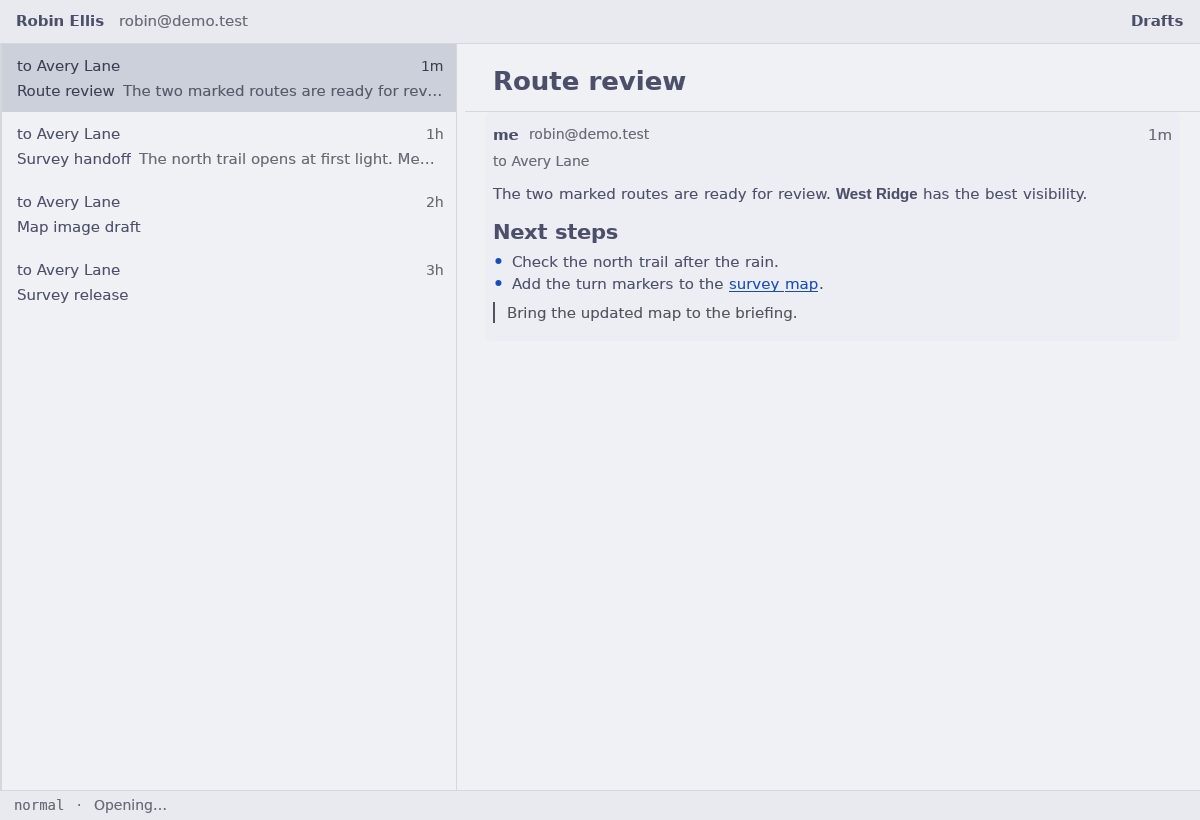 Robin Ellis robin@demo.test Drafts
to Avery Lane 1m
Route review The two marked routes are ready for rev…
to Avery Lane 1h
Survey handoff The north trail opens at first light. Me…
to Avery Lane 2h
Map image draft
to Avery Lane 3h
Survey release
Route review
me robin@demo.test 1m
to Avery Lane
The two marked routes are ready for review. West Ridge has the best visibility.
Next steps
• Check the north trail after the rain.
• Add the turn markers to the survey map.
Bring the updated map to the briefing.
normal · Opening…